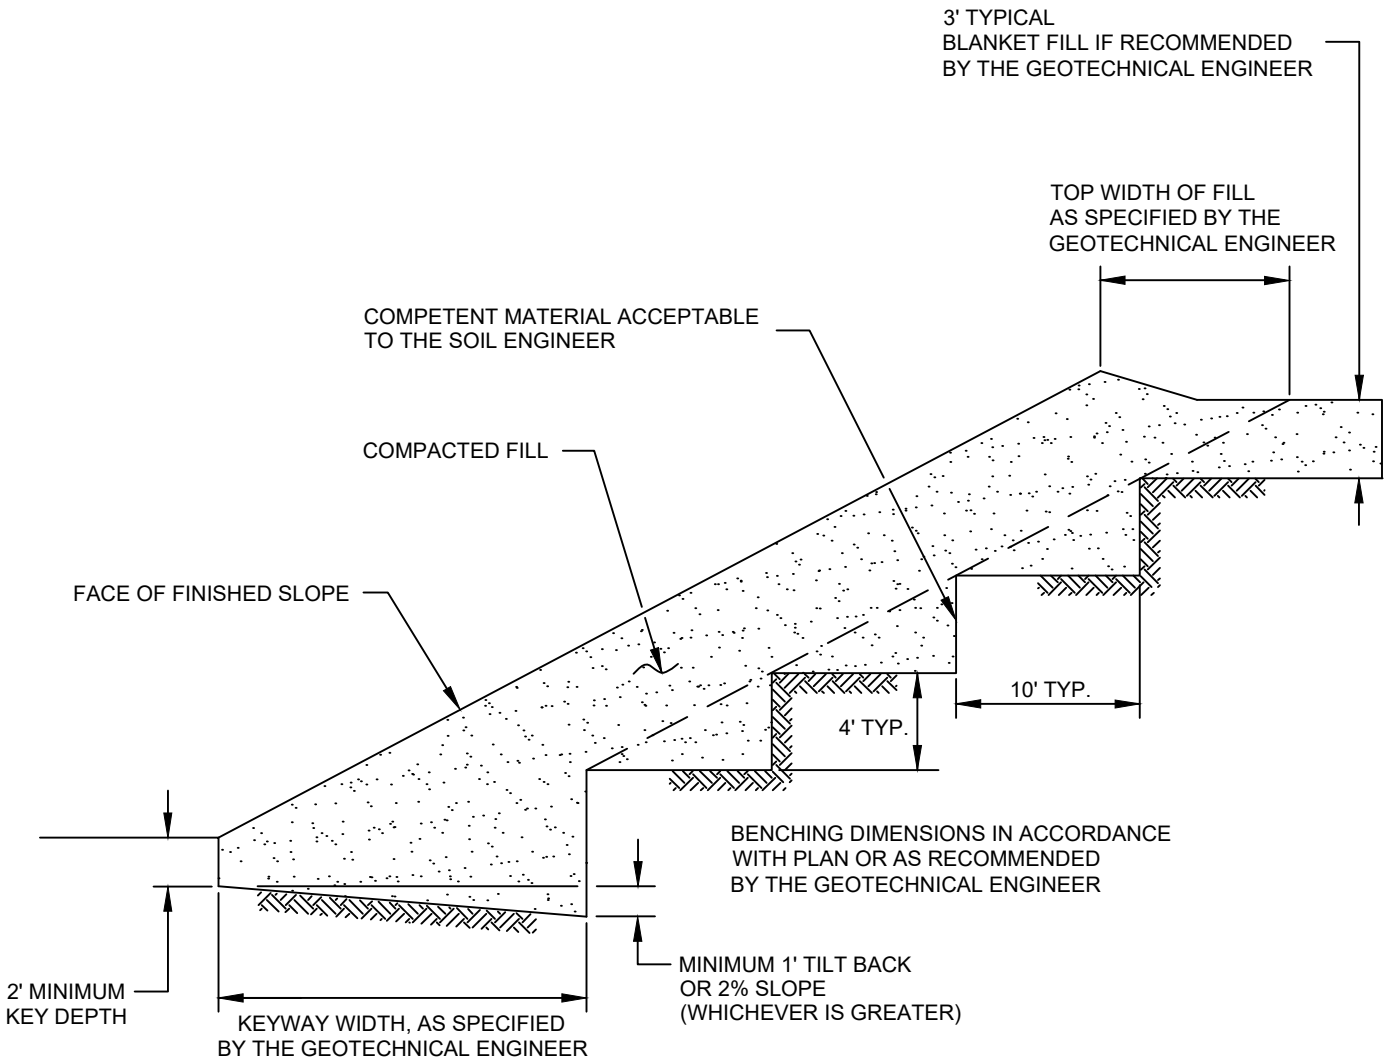 3' TYPICAL
BLANKET FILL IF RECOMMENDED
BY THE GEOTECHNICAL ENGINEER
TOP WIDTH OF FILL
AS SPECIFIED BY THE
GEOTECHNICAL ENGINEER
COMPETENT MATERIAL ACCEPTABLE
TO THE SOIL ENGINEER
COMPACTED FILL
FACE OF FINISHED SLOPE
10' TYP.
4' TYP.
BENCHING DIMENSIONS IN ACCORDANCE
WITH PLAN OR AS RECOMMENDED
BY THE GEOTECHNICAL ENGINEER
MINIMUM 1' TILT BACK
OR 2% SLOPE
(WHICHEVER IS GREATER)
2' MINIMUM
KEY DEPTH
KEYWAY WIDTH, AS SPECIFIED
BY THE GEOTECHNICAL ENGINEER